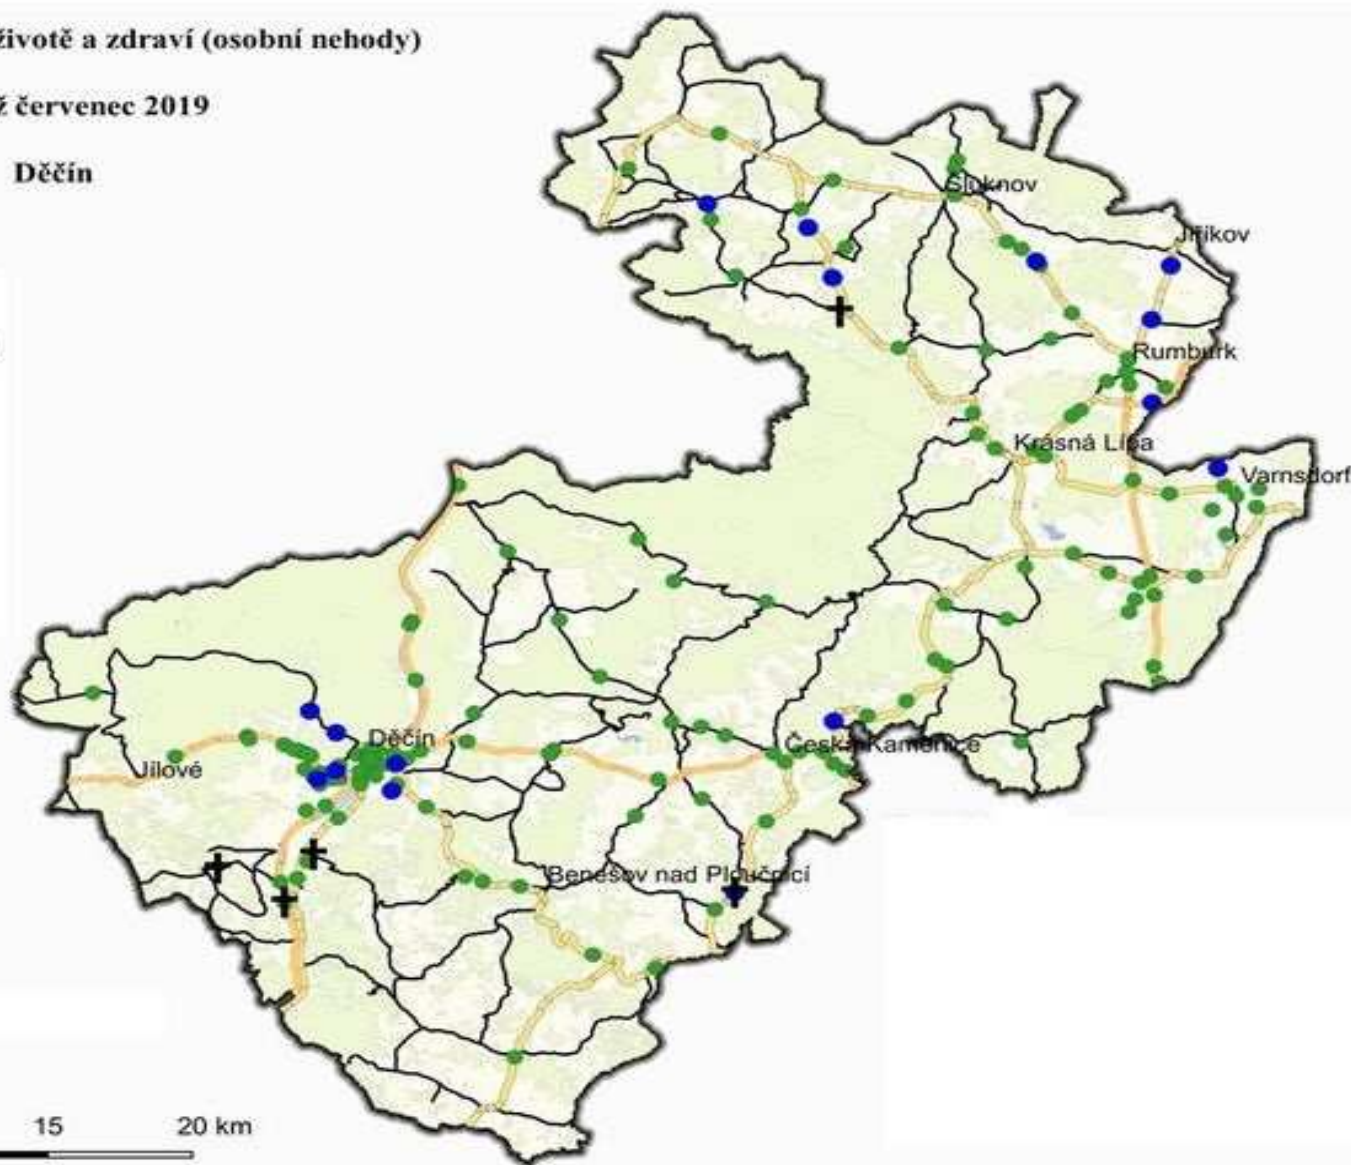 životě a zdraví (osobní nehody)
ž červenec 2019
Děčín
Šluknov
Jiříkov
Rumburk
Krásná Lípa
Varnsdorf
Děčín
Česká Kamenice
Jílové
Benešov nad Ploučnicí
15 20 km